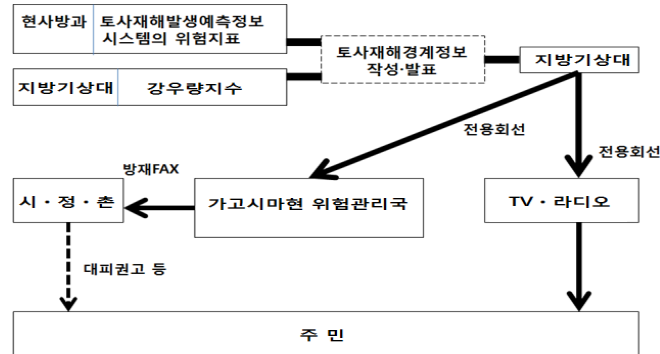 현사방과 토사재해발생예측정보
시스템의 위험지표
토사재해경계정보
작성·발표
지방기상대
지방기상대 강우량지수
전용회선
전용회선
방재FAX
시·정·촌
가고시마현 위험관리국
TV·라디오
대피권고 등
주 민